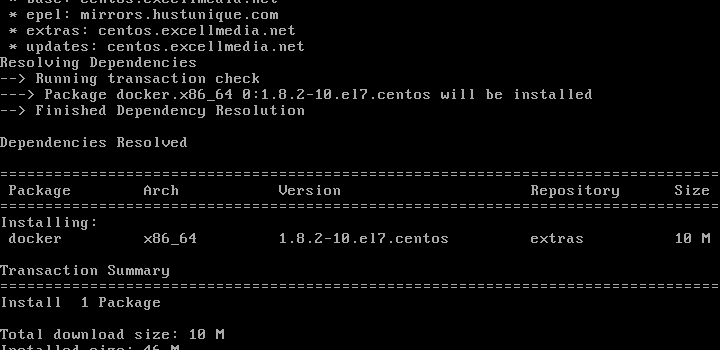 * base: centos.excellmedia.net
* epel: mirrors.hustunique.com
* extras: centos.excellmedia.net
* updates: centos.excellmedia.net
Resolving Dependencies
--> Running transaction check
---> Package docker.x86_64 0:1.8.2-10.el7.centos will be installed
--> Finished Dependency Resolution
Dependencies Resolved
================================================================================
Package Arch Version Repository Size
================================================================================
Installing:
docker x86_64 1.8.2-10.el7.centos extras 10 M
Transaction Summary
================================================================================
Install  1 Package
Total download size: 10 M
Installed size: 46 M